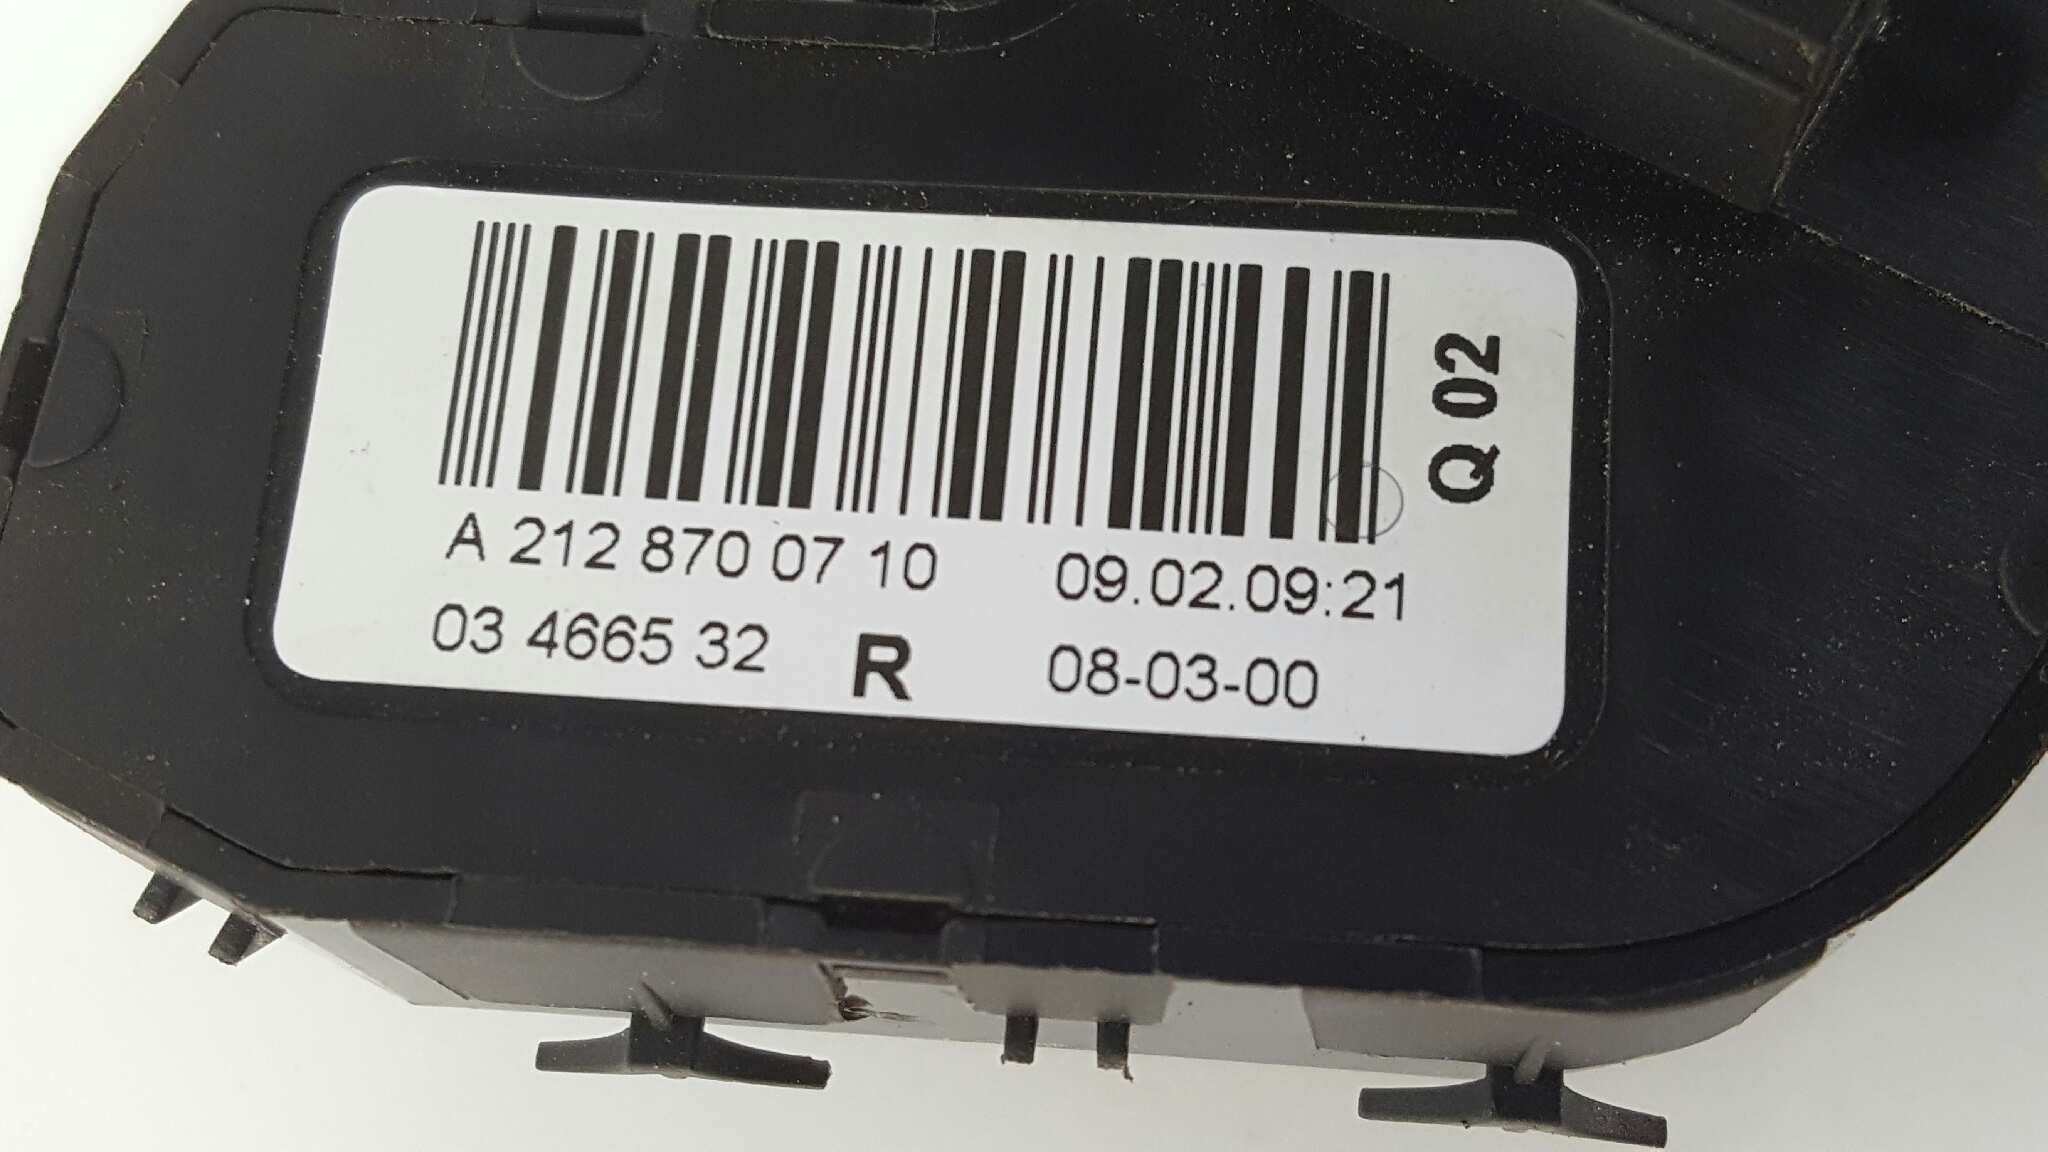 A 212 870 07 10 09.02.09:21
03 4665 32 R 08-03-00
Q 02